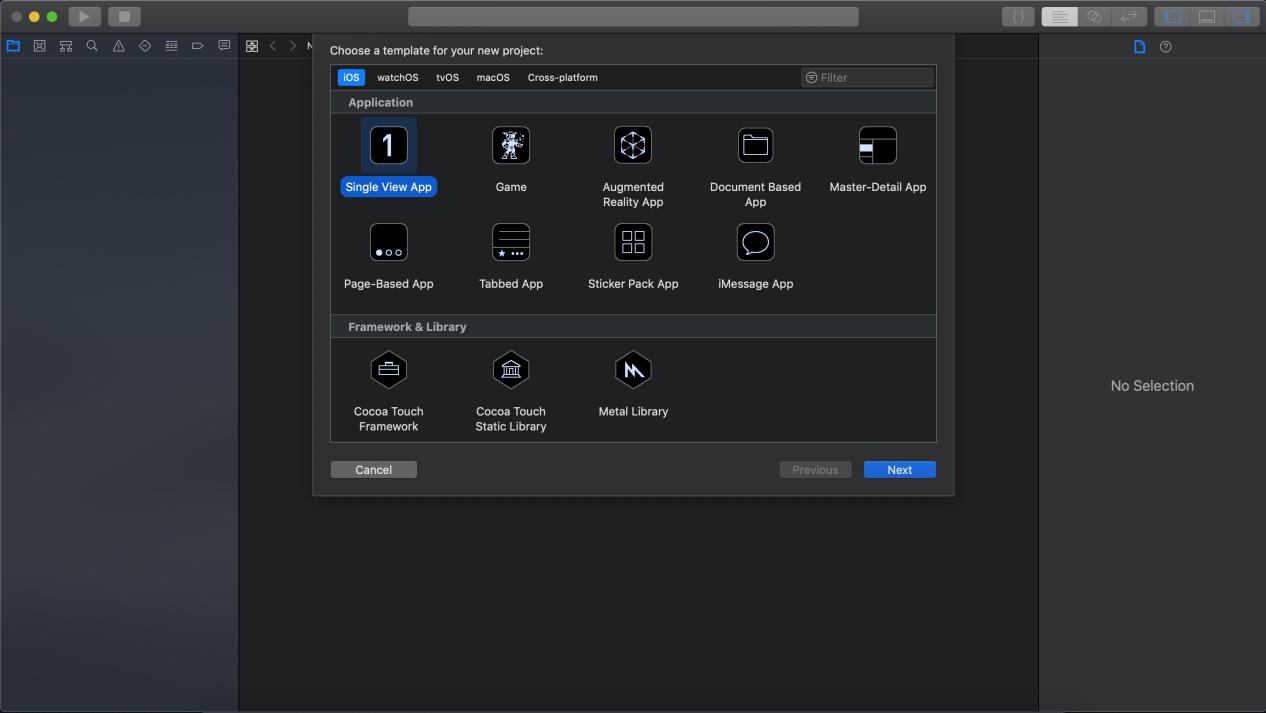 Choose a template for your new project:
iOS watchOS tvOS macOS Cross-platform Filter
Application
1
Single View App Game Augmented Reality App Document Based App Master-Detail App
Page-Based App Tabbed App Sticker Pack App iMessage App
Framework & Library
Cocoa Touch Framework Cocoa Touch Static Library Metal Library
No Selection
Cancel Previous Next